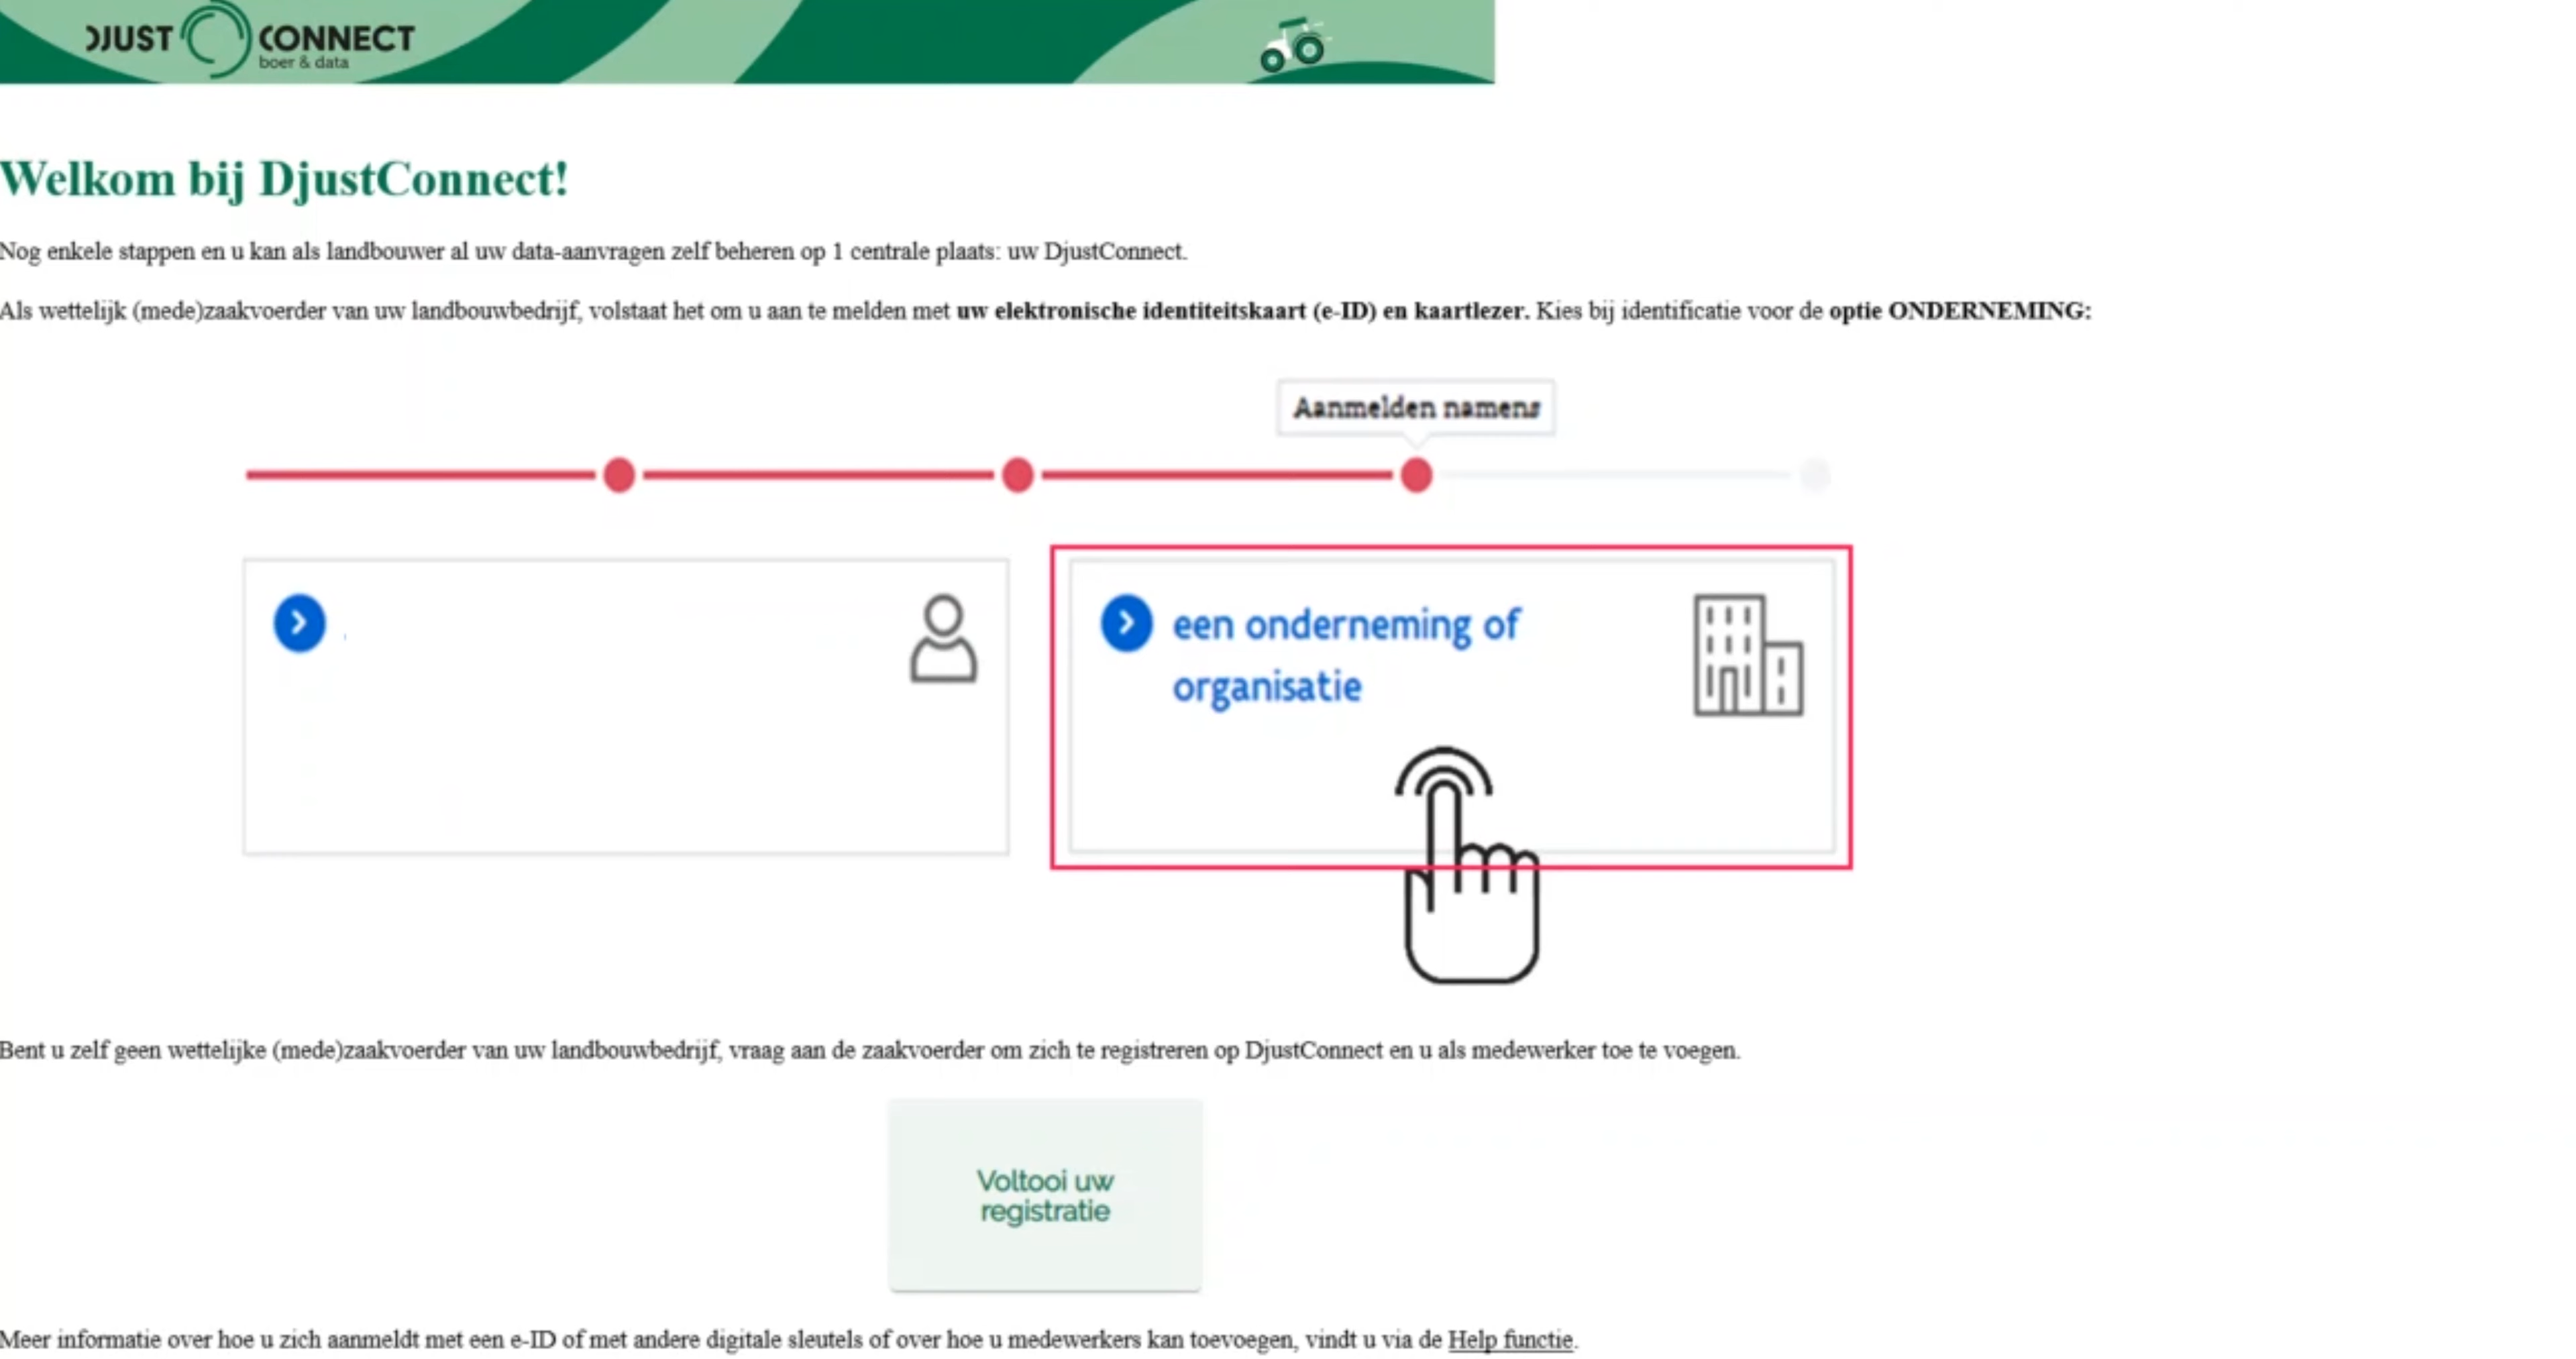 DJUST CONNECT
boer & data
Welkom bij DjustConnect!
Nog enkele stappen en u kan als landbouwer al uw data-aanvragen zelf beheren op 1 centrale plaats: uw DjustConnect.
Als wettelijk (mede)zaakvoerder van uw landbouwbedrijf, volstaat het om u aan te melden met uw elektronische identiteitskaart (e-ID) en kaartlezer. Kies bij identificatie voor de optie ONDERNEMING:
Aanmelden namens
een onderneming of
organisatie
Bent u zelf geen wettelijke (mede)zaakvoerder van uw landbouwbedrijf, vraag aan de zaakvoerder om zich te registreren op DjustConnect en u als medewerker toe te voegen.
Voltooi uw
registratie
Meer informatie over hoe u zich aanmeldt met een e-ID of met andere digitale sleutels of over hoe u medewerkers kan toevoegen, vindt u via de Help functie.